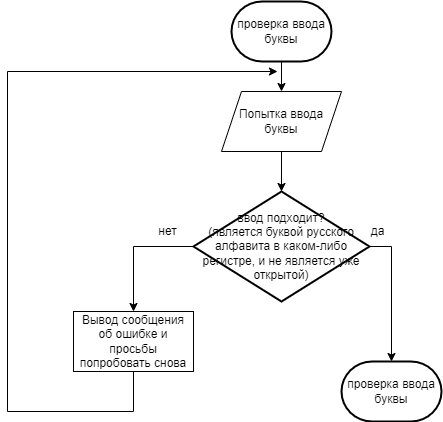 проверка ввода
буквы
Попытка ввода
буквы
ввод подходит?
(является буквой русского
алфавита в каком-либо
регистре, и не является уже
открытой)
нет
да
Вывод сообщения
об ошибке и
просьбы
попробовать снова
проверка ввода
буквы